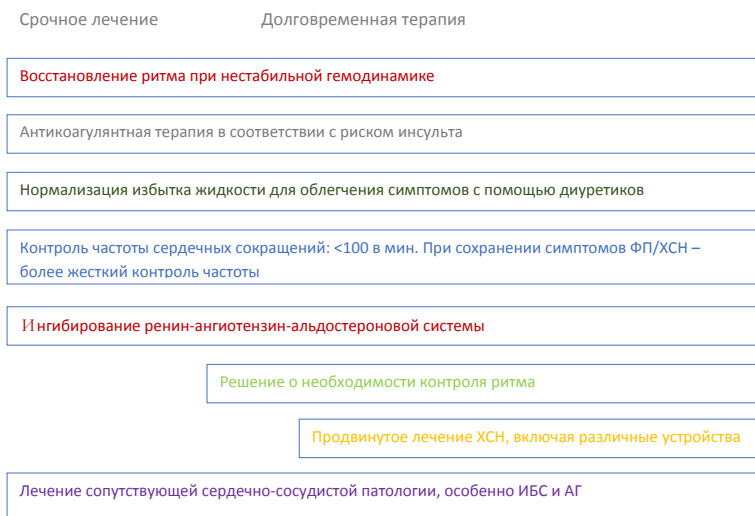 Срочное лечение Долговременная терапия
Восстановление ритма при нестабильной гемодинамике
Антикоагулянтная терапия в соответствии с риском инсульта
Нормализация избытка жидкости для облегчения симптомов с помощью диуретиков
Контроль частоты сердечных сокращений: <100 в мин. При сохранении симптомов ФП/ХСН –
более жесткий контроль частоты
Ингибирование ренин-ангиотензин-альдостероновой системы
Решение о необходимости контроля ритма
Продвинутое лечение ХСН, включая различные устройства
Лечение сопутствующей сердечно-сосудистой патологии, особенно ИБС и АГ